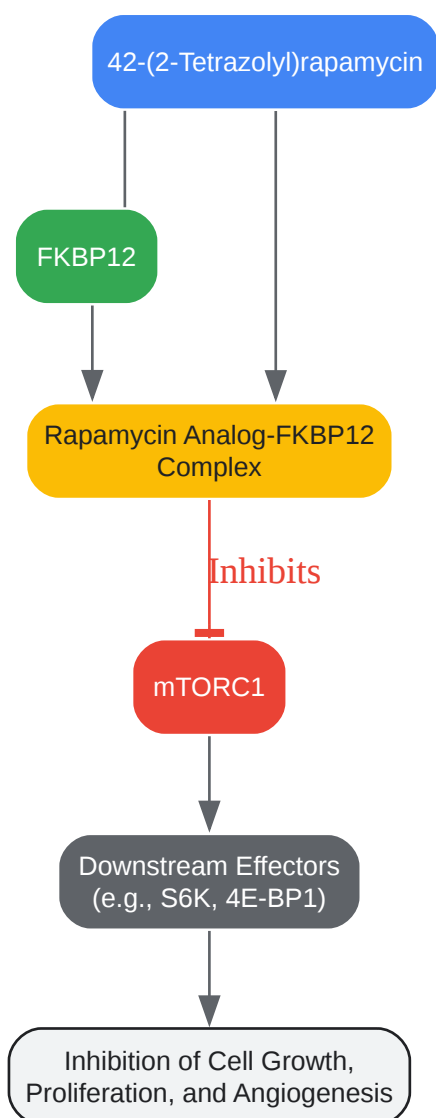 42-(2-Tetrazolyl)rapamycin
FKBP12
Rapamycin Analog-FKBP12
Complex
Inhibits
mTORC1
Downstream Effectors
(e.g., S6K, 4E-BP1)
Inhibition of Cell Growth,
Proliferation, and Angiogenesis